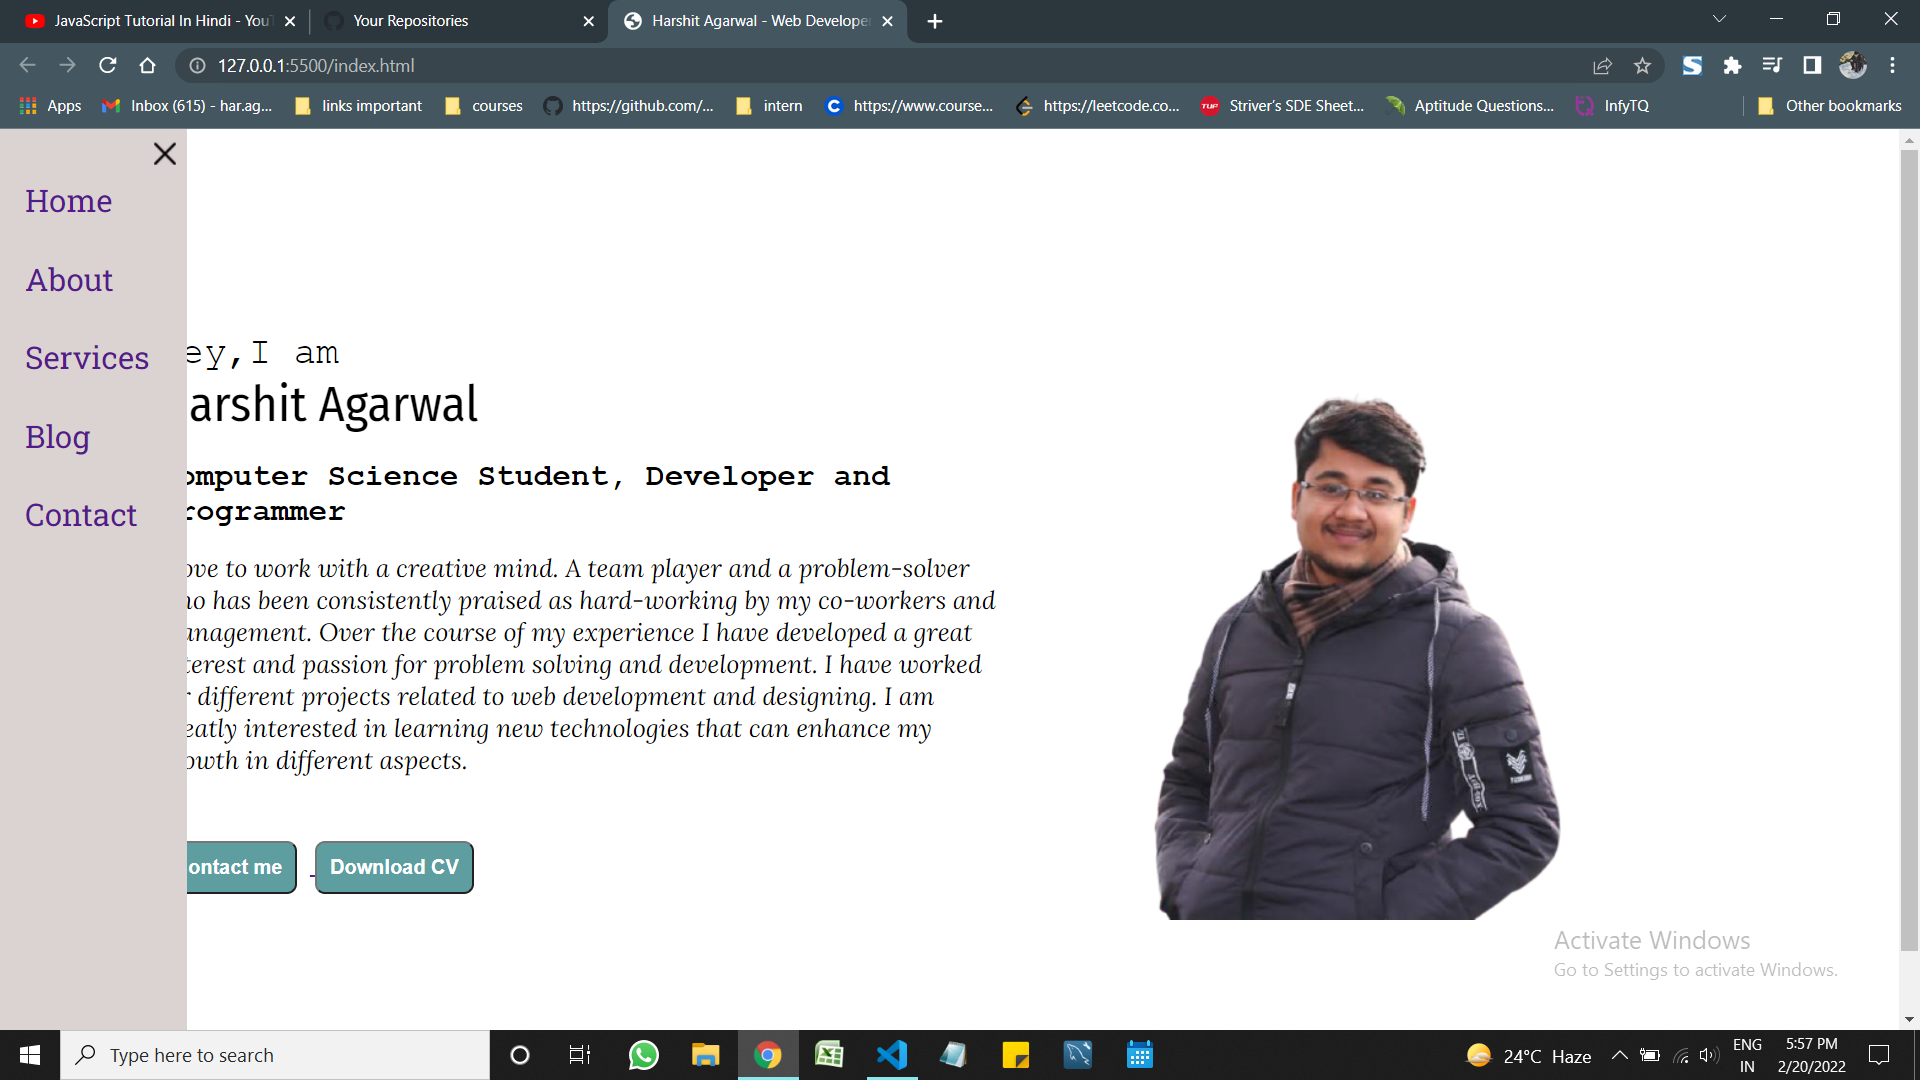 JavaScript Tutorial In Hindi - You
Your Repositories
Harshit Agarwal - Web Developer
127.0.0.1:5500/index.html
Apps
Inbox (615) - har.ag...
links important
courses
https://github.com/...
intern
https://www.course...
https://leetcode.co...
TUF
Striver's SDE Sheet...
Aptitude Questions...
InfyTQ
Other bookmarks
Home
About
Services
Blog
Contact
ey,I am
arshit Agarwal
omputer Science Student, Developer and
rogrammer
ove to work with a creative mind. A team player and a problem-solver
ho has been consistently praised as hard-working by my co-workers and
anagement. Over the course of my experience I have developed a great
terest and passion for problem solving and development. I have worked
r different projects related to web development and designing. I am
eatly interested in learning new technologies that can enhance my
owth in different aspects.
ontact me
Download CV
Activate Windows
Go to Settings to activate Windows.
Type here to search
24°C Haze
ENG
IN
5:57 PM
2/20/2022